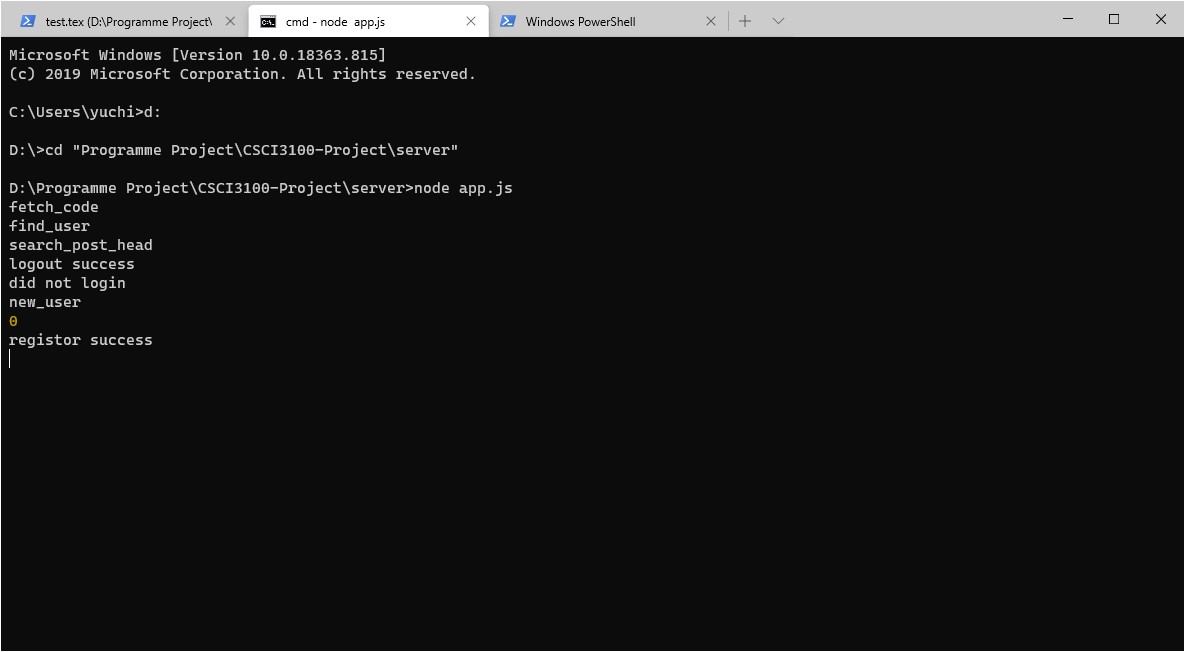 test.tex (D:\Programme Project\
cmd - node  app.js
Windows PowerShell
Microsoft Windows [Version 10.0.18363.815]
(c) 2019 Microsoft Corporation. All rights reserved.
C:\Users\yuchi>d:
D:\>cd "Programme Project\CSCI3100-Project\server"
D:\Programme Project\CSCI3100-Project\server>node app.js
fetch_code
find_user
search_post_head
logout success
did not login
new_user
0
registor success